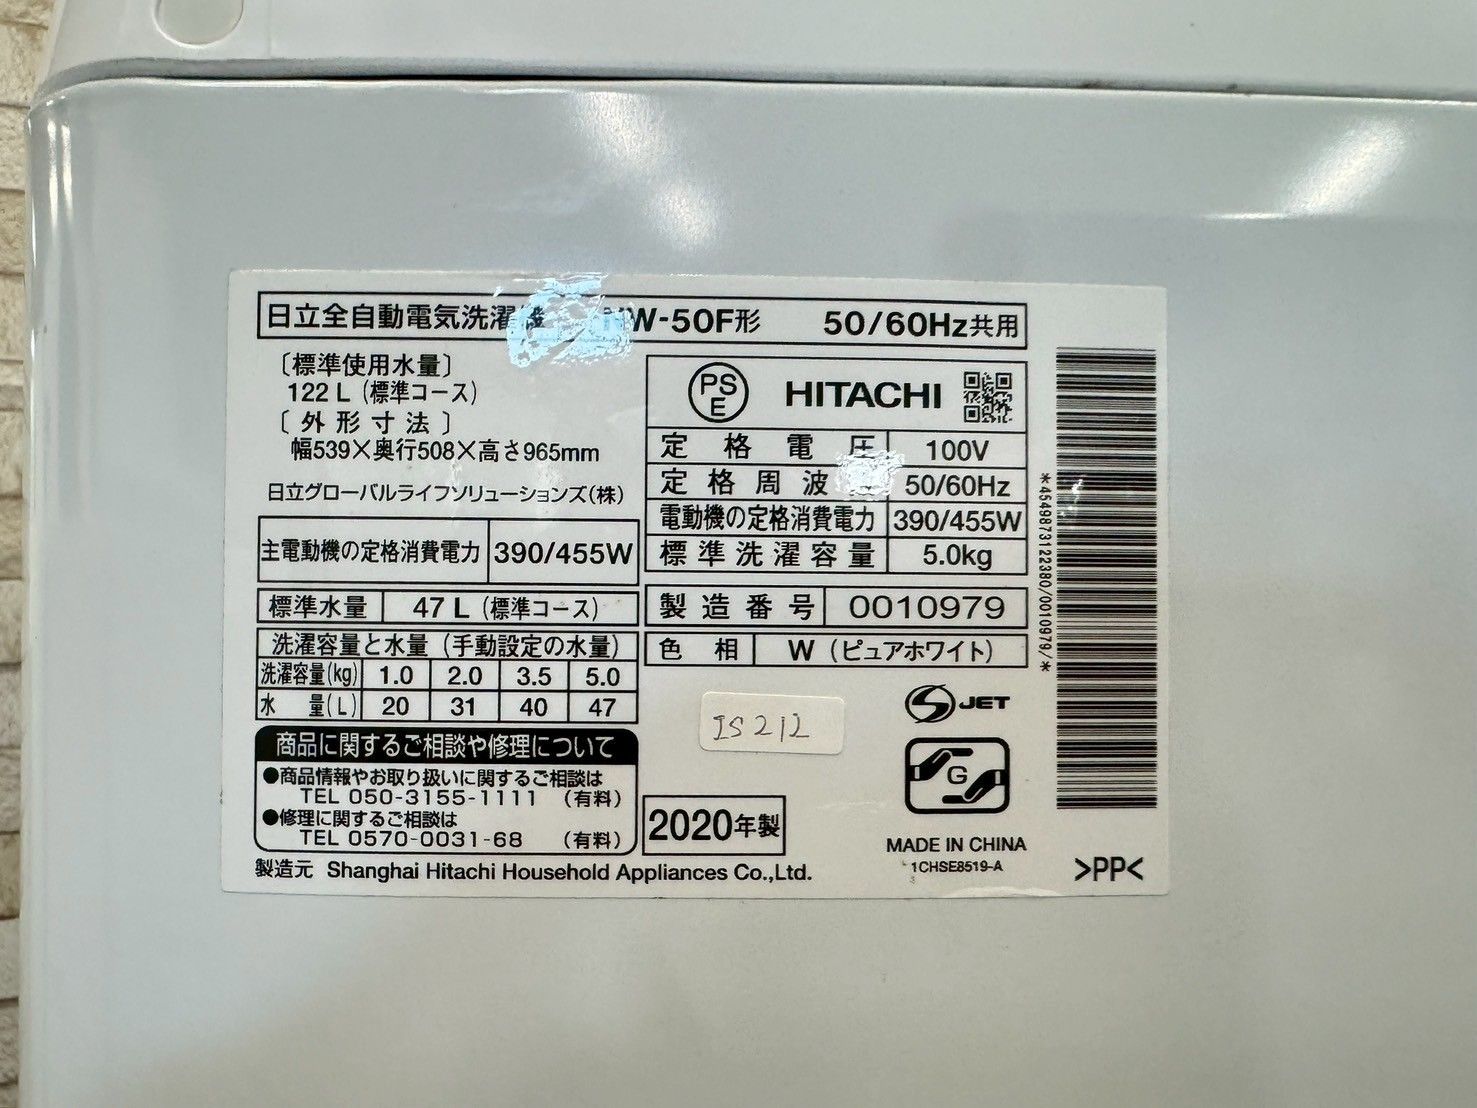 日立全自動電気洗濯機 NW-50F形 50/60Hz共用
〔標準使用水量〕
122 L (標準コース)
〔外形寸法〕
幅539×奥行508×高さ965mm
日立グローバルライフソリューションズ(株)
主電動機の定格消費電力 390/455W
標準水量 47 L (標準コース)
洗濯容量と水量 (手動設定の水量)
洗濯容量(kg) 1.0 2.0 3.5 5.0
水量(L) 20 31 40 47
商品に関するご相談や修理について
●商品情報やお取り扱いに関するご相談は
TEL 050-3155-1111 (有料)
●修理に関するご相談は
TEL 0570-0031-68 (有料)
製造元 Shanghai Hitachi Household Appliances Co.,Ltd.
PSE HITACHI
定格電圧 100V
定格周波数 50/60Hz
電動機の定格消費電力 390/455W
標準洗濯容量 5.0kg
製造番号 0010979
色相 W (ピュアホワイト)
IS212
2020年製
S JET
G
MADE IN CHINA
1CHSE8519-A
*4549873122380/0010979/*
>PP<